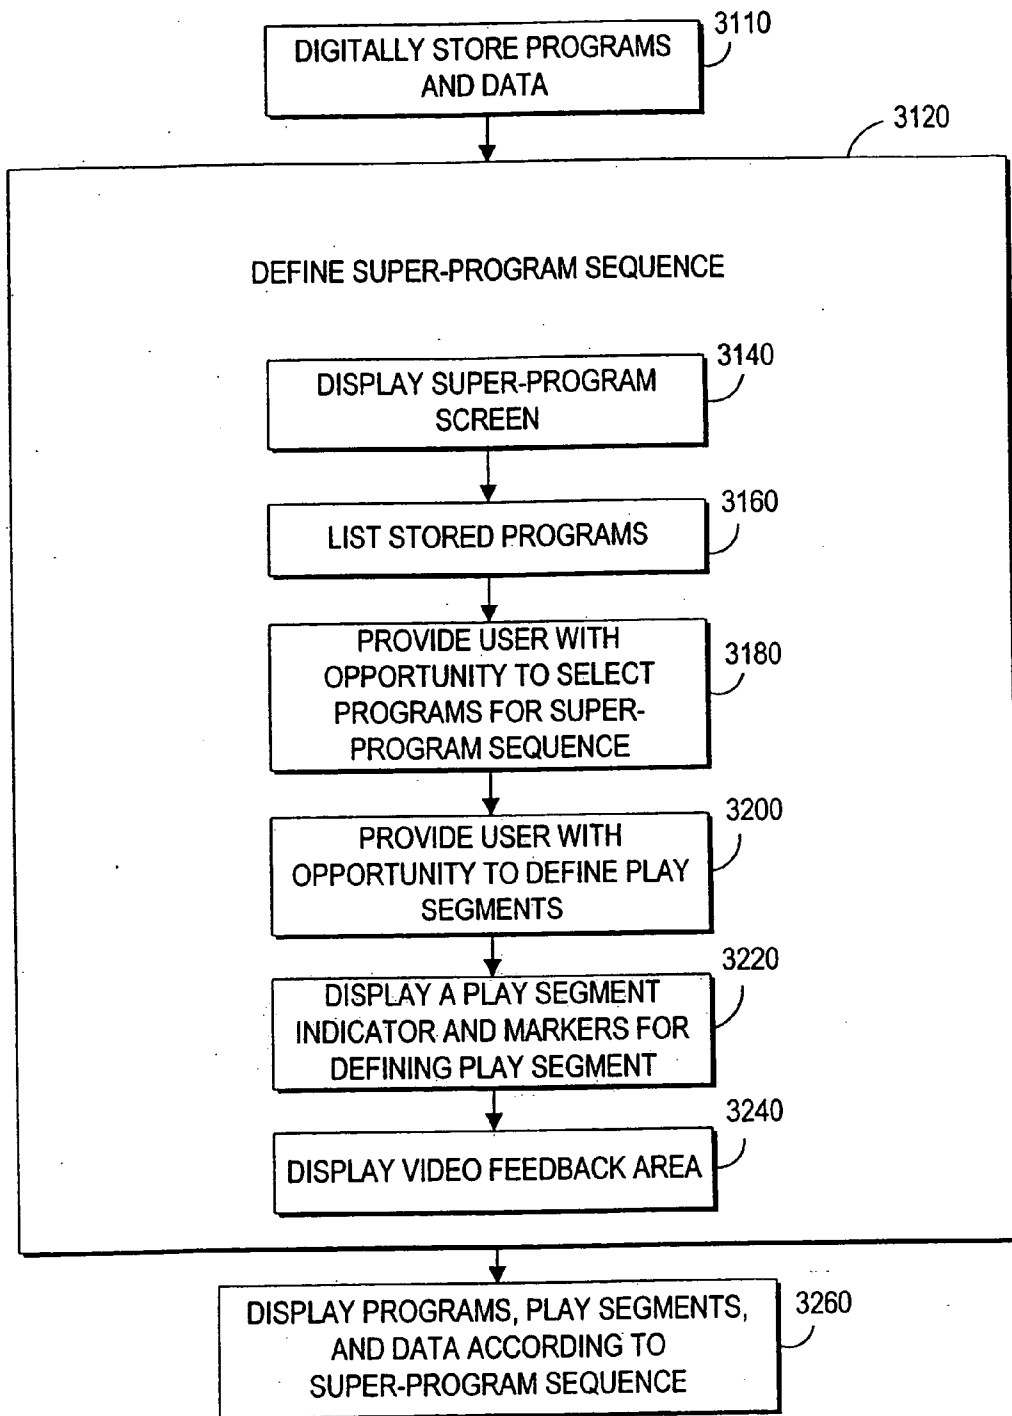 DIGITALLY STORE PROGRAMS
AND DATA
3110
3120
DEFINE SUPER-PROGRAM SEQUENCE
DISPLAY SUPER-PROGRAM
SCREEN
3140
LIST STORED PROGRAMS
3160
PROVIDE USER WITH
OPPORTUNITY TO SELECT
PROGRAMS FOR SUPER-
PROGRAM SEQUENCE
3180
PROVIDE USER WITH
OPPORTUNITY TO DEFINE PLAY
SEGMENTS
3200
DISPLAY A PLAY SEGMENT
INDICATOR AND MARKERS FOR
DEFINING PLAY SEGMENT
3220
DISPLAY VIDEO FEEDBACK AREA
3240
DISPLAY PROGRAMS, PLAY SEGMENTS,
AND DATA ACCORDING TO
SUPER-PROGRAM SEQUENCE
3260